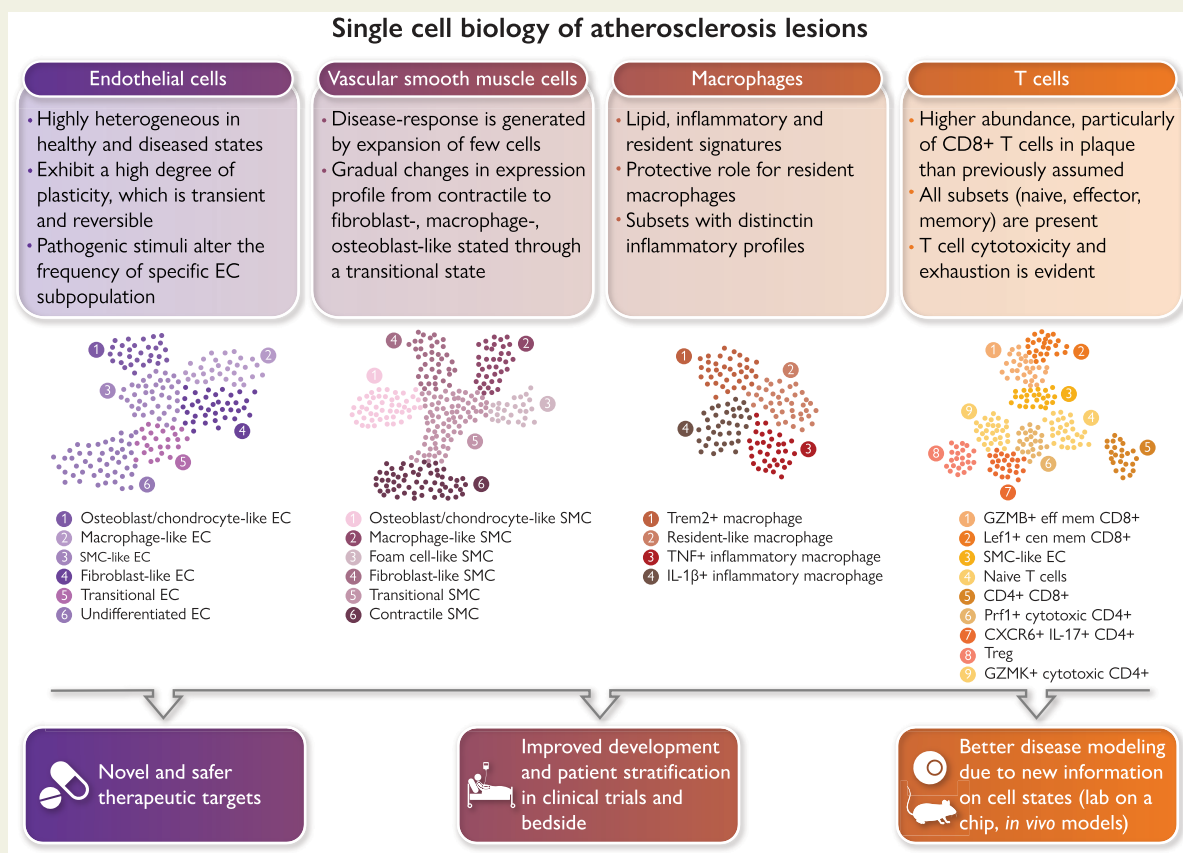 Single cell biology of atherosclerosis lesions
Endothelial cells
• Highly heterogeneous in
healthy and diseased states
• Exhibit a high degree of
plasticity, which is transient
and reversible
• Pathogenic stimuli alter the
frequency of specific EC
subpopulation
Vascular smooth muscle cells
• Disease-response is generated
by expansion of few cells
• Gradual changes in expression
profile from contractile to
fibroblast-, macrophage-,
osteoblast-like stated through
a transitional state
Macrophages
• Lipid, inflammatory and
resident signatures
• Protective role for resident
macrophages
• Subsets with distinctin
inflammatory profiles
T cells
• Higher abundance, particularly
of CD8+ T cells in plaque
than previously assumed
• All subsets (naive, effector,
memory) are present
• T cell cytotoxicity and
exhaustion is evident
1
2
3
4
5
6
4
2
1
3
5
6
1
2
4
3
1
2
3
9
4
8
5
6
7
1 Osteoblast/chondrocyte-like EC
2 Macrophage-like EC
3 SMC-like EC
4 Fibroblast-like EC
5 Transitional EC
6 Undifferentiated EC
1 Osteoblast/chondrocyte-like SMC
2 Macrophage-like SMC
3 Foam cell-like SMC
4 Fibroblast-like SMC
5 Transitional SMC
6 Contractile SMC
1 Trem2+ macrophage
2 Resident-like macrophage
3 TNF+ inflammatory macrophage
4 IL-1β+ inflammatory macrophage
1 GZMB+ eff mem CD8+
2 Lef1+ cen mem CD8+
3 SMC-like EC
4 Naive T cells
5 CD4+ CD8+
6 Prf1+ cytotoxic CD4+
7 CXCR6+ IL-17+ CD4+
8 Treg
9 GZMK+ cytotoxic CD4+
Novel and safer
therapeutic targets
Improved development
and patient stratification
in clinical trials and
bedside
Better disease modeling
due to new information
on cell states (lab on a
chip, in vivo models)